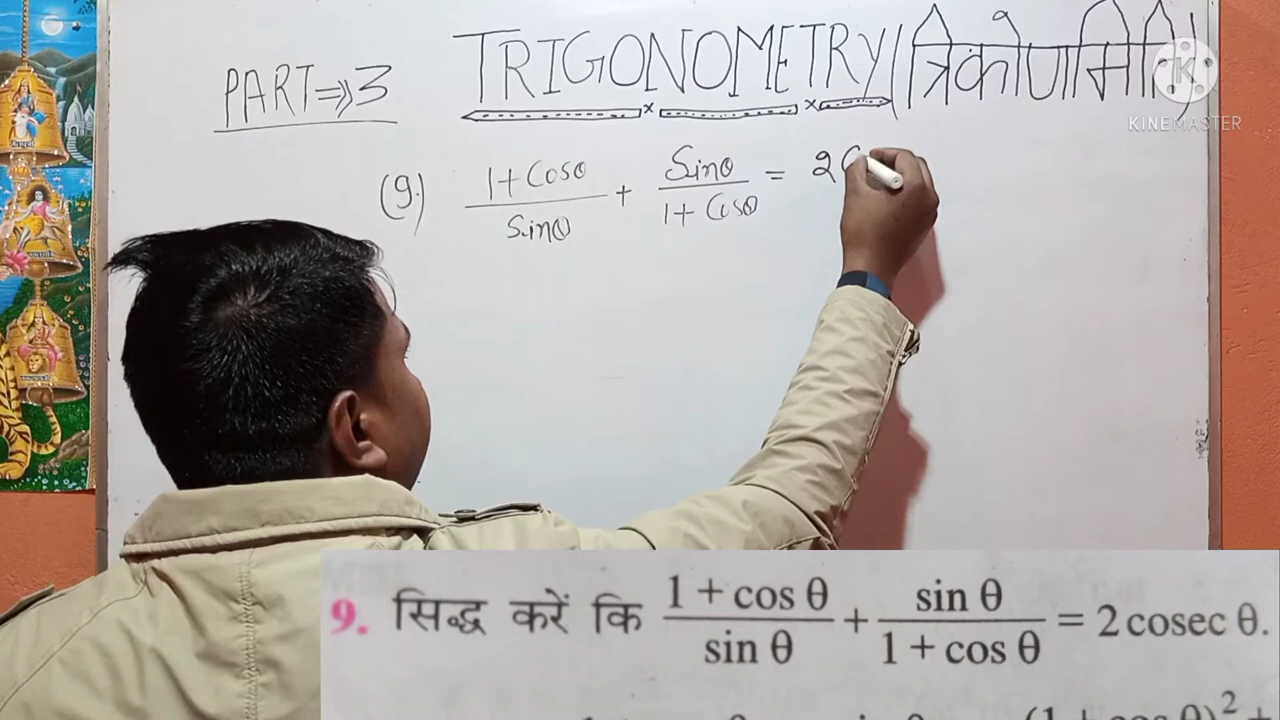 PART⇒3
TRIGONOMETRY(त्रिकोणमिति)
KINEMASTER
(9.) (1+Cosθ)/(Sinθ) + (Sinθ)/(1+Cosθ) = 2
9. सिद्ध करें कि (1 + cos θ)/(sin θ) + (sin θ)/(1 + cos θ) = 2 cosec θ.